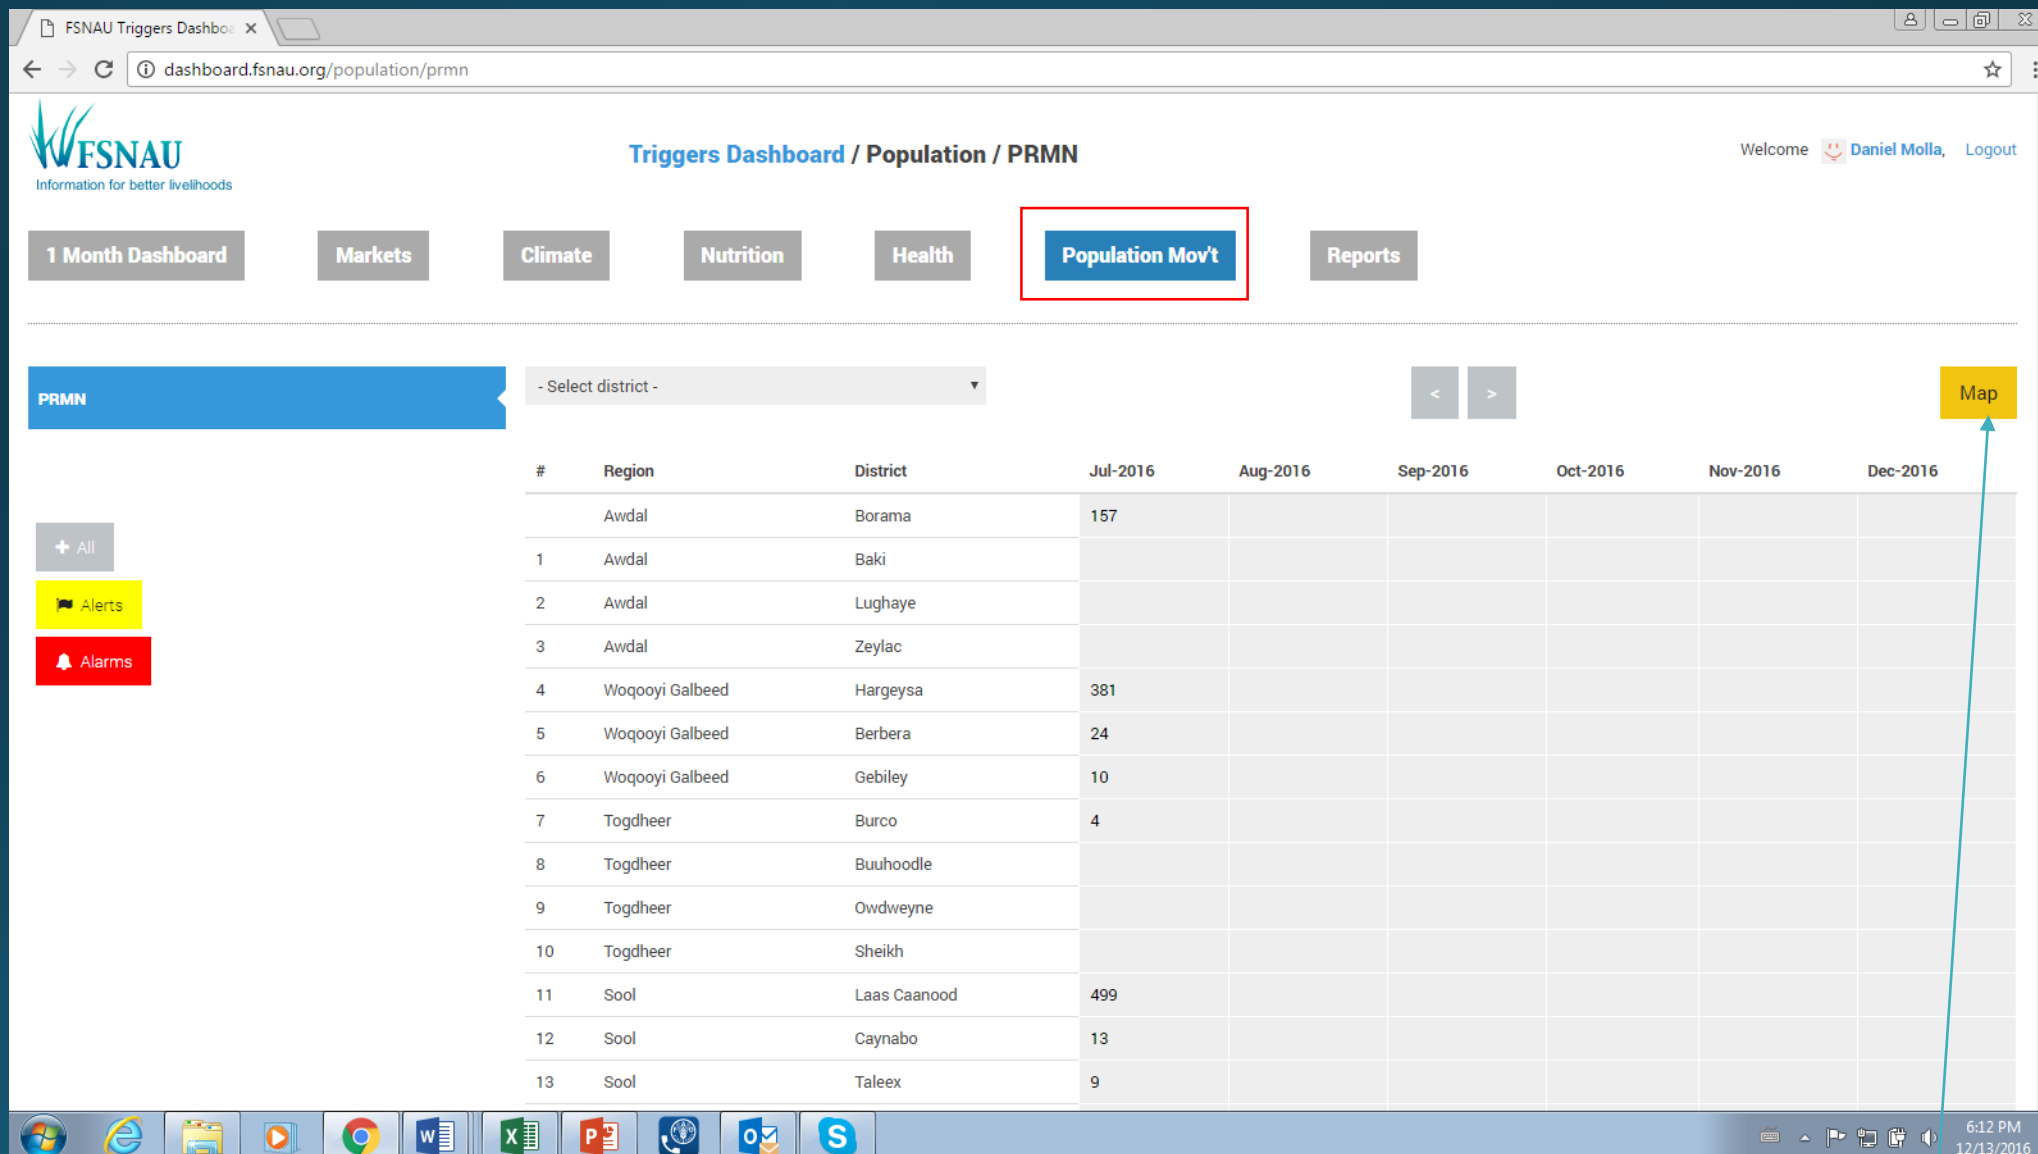 FSNAU Triggers Dashboa
dashboard.fsnau.org/population/prmn
FSNAU
Information for better livelihoods
Triggers Dashboard / Population / PRMN
Welcome Daniel Molla, Logout
1 Month Dashboard Markets Climate Nutrition Health Population Mov't Reports
PRMN
- Select district -
< >
Map
# Region District Jul-2016 Aug-2016 Sep-2016 Oct-2016 Nov-2016 Dec-2016
Awdal Borama 157
1 Awdal Baki
2 Awdal Lughaye
3 Awdal Zeylac
4 Woqooyi Galbeed Hargeysa 381
5 Woqooyi Galbeed Berbera 24
6 Woqooyi Galbeed Gebiley 10
7 Togdheer Burco 4
8 Togdheer Buuhoodle
9 Togdheer Owdweyne
10 Togdheer Sheikh
11 Sool Laas Caanood 499
12 Sool Caynabo 13
13 Sool Taleex 9
+ All
Alerts
Alarms
6:12 PM
12/13/2016